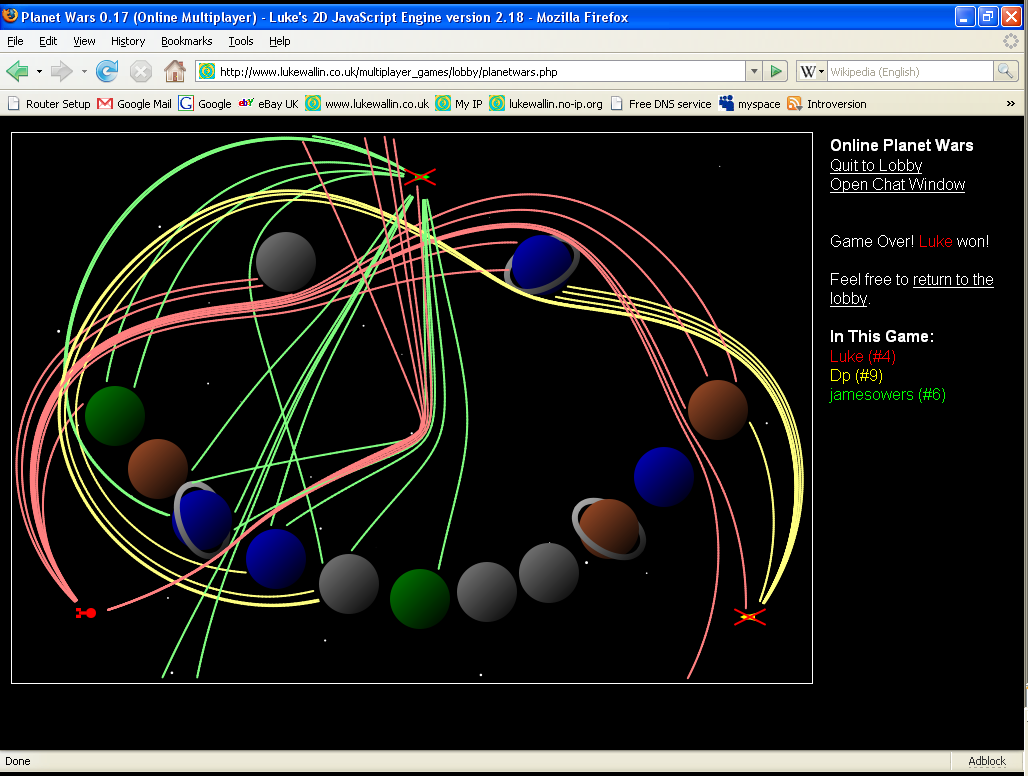 Planet Wars 0.17 (Online Multiplayer) - Luke's 2D JavaScript Engine version 2.18 - Mozilla Firefox
File Edit View History Bookmarks Tools Help
http://www.lukewallin.co.uk/multiplayer_games/lobby/planetwars.php W Wikipedia (English)
Router Setup Google Mail G Google ebY eBay UK www.lukewallin.co.uk My IP lukewallin.no-ip.org Free DNS service myspace Introversion »
Online Planet Wars
Quit to Lobby
Open Chat Window
Game Over! Luke won!
Feel free to return to the
lobby.
In This Game:
Luke (#4)
Dp (#9)
jamesowers (#6)
Done Adblock